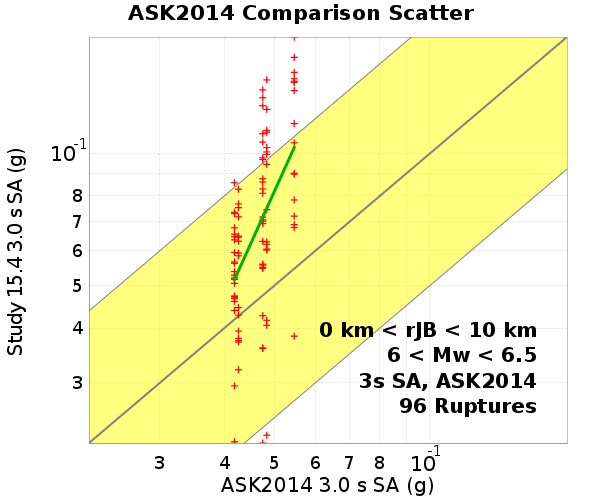 ASK2014 Comparison Scatter
Study 15.4 3.0 s SA (g)
10-1
8
7
6
5
4
3
0 km < rJB < 10 km
6 < Mw < 6.5
3s SA, ASK2014
96 Ruptures
3 4 5 6 7 8 10-1
ASK2014 3.0 s SA (g)